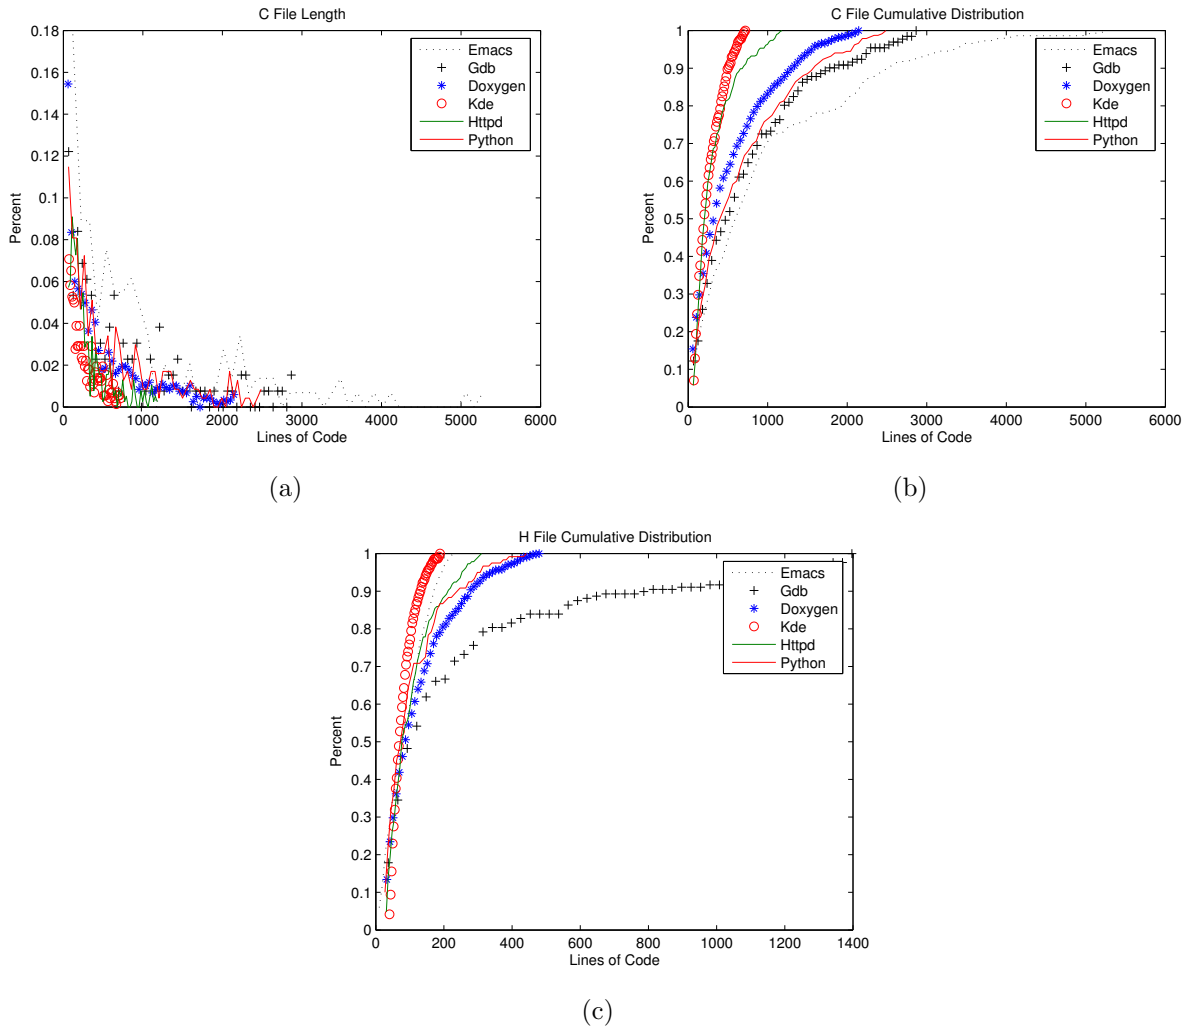 C File Length
0.18
0.16
0.14
0.12
0.1
0.08
0.06
0.04
0.02
0
Percent
0 1000 2000 3000 4000 5000 6000
Lines of Code
Emacs
Gdb
Doxygen
Kde
Httpd
Python
(a)
C File Cumulative Distribution
1
0.9
0.8
0.7
0.6
0.5
0.4
0.3
0.2
0.1
0
Percent
0 1000 2000 3000 4000 5000 6000
Lines of Code
Emacs
Gdb
Doxygen
Kde
Httpd
Python
(b)
H File Cumulative Distribution
1
0.9
0.8
0.7
0.6
0.5
0.4
0.3
0.2
0.1
0
Percent
0 200 400 600 800 1000 1200 1400
Lines of Code
Emacs
Gdb
Doxygen
Kde
Httpd
Python
(c)